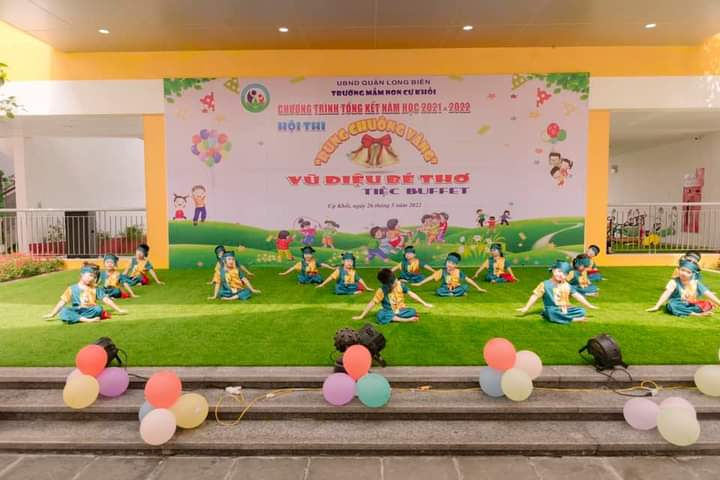 UBND QUẬN LONG BIÊN
TRƯỜNG MẦM NON CỰ KHỐI
CHƯƠNG TRÌNH TỔNG KẾT NĂM HỌC 2021 - 2022
HỘI THI
"RUNG CHUÔNG VÀNG"
VŨ ĐIỆU BÉ THƠ
TIỆC BUFFET
Cự Khối, ngày 26 tháng 5 năm 2022